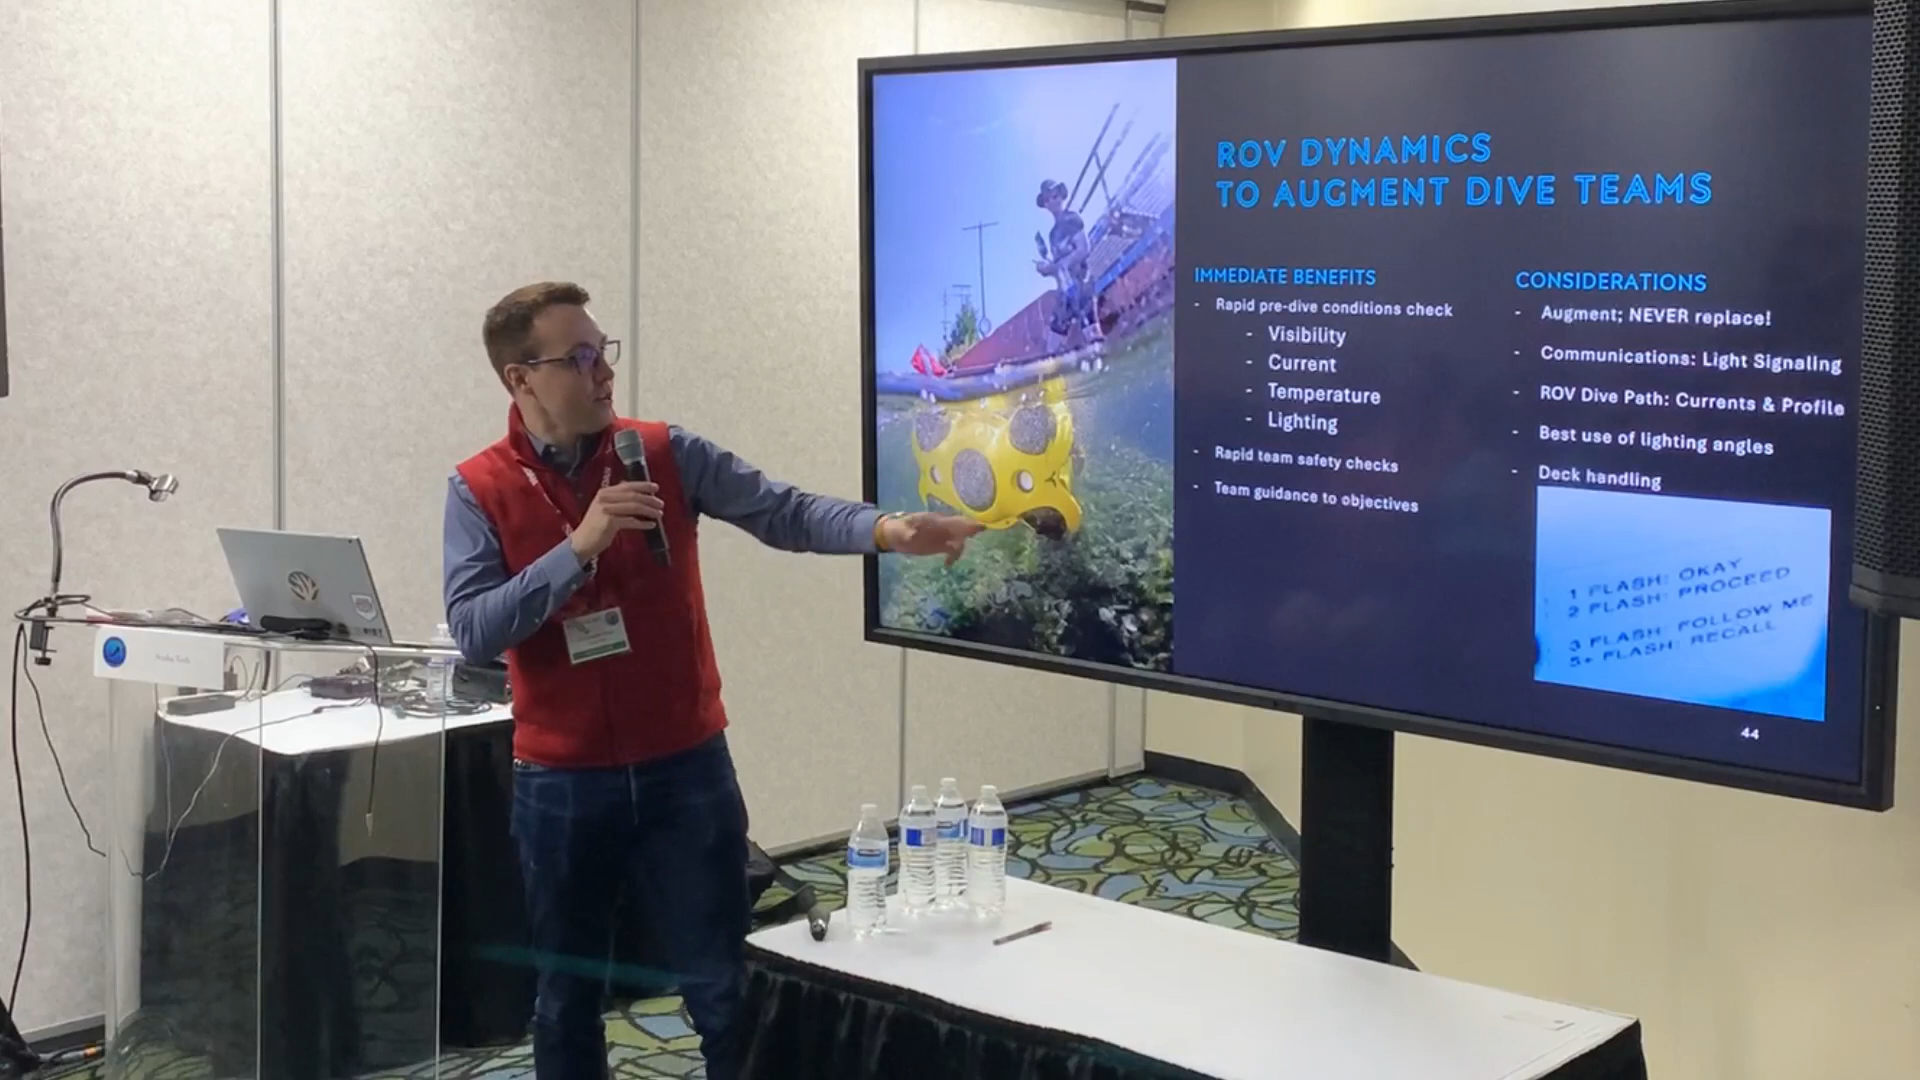 ROV DYNAMICS
TO AUGMENT DIVE TEAMS
IMMEDIATE BENEFITS
- Rapid pre-dive conditions check
- Visibility
- Current
- Temperature
- Lighting
- Rapid team safety checks
- Team guidance to objectives
CONSIDERATIONS
- Augment; NEVER replace!
- Communications: Light Signaling
- ROV Dive Path: Currents & Profile
- Best use of lighting angles
- Deck handling
1 FLASH: OKAY
2 FLASH: PROCEED
3 FLASH: FOLLOW ME
5+ FLASH: RECALL
44